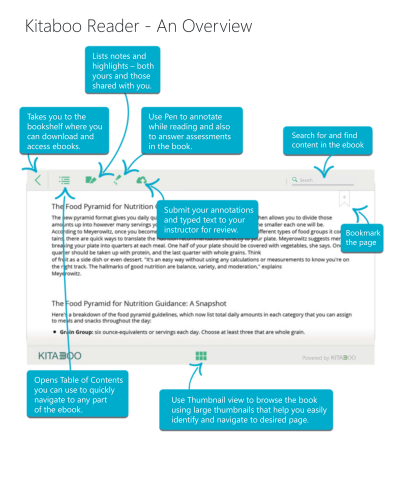 Kitaboo Reader - An Overview
Lists notes and
highlights – both
yours and those
shared with you.
Takes you to the
bookshelf where you
can download and
access ebooks.
Use Pen to annotate
while reading and also
to answer assessments
in the book.
Search for and find
content in the ebook
Search
The Food Pyramid for Nutrition
The new pyramid format gives you daily
hen allows you to divide those
amounts up into however many servings y
he smaller each one will be.
According to Meyerowitz, once you become
fferent types of food groups it
tains, there are quick ways to translate the
your plate. Meyerowitz suggests
breaking your plate into quarters at each meal. One half of your plate should be covered with vegetables, she says. One
quarter should be taken up with protein, and the last quarter with whole grains. Think
of fruit as a side dish or even dessert. "It's an easy way without using any calculations or measurements to know you're on
the right track. The hallmarks of good nutrition are balance, variety, and moderation," explains
Meyerowitz.
Submit your annotations
and typed text to your
instructor for review.
Bookmark
the page
The Food Pyramid for Nutrition Guidance: A Snapshot
Here's a breakdown of the food pyramid guidelines, which now list total daily amounts in each category that you can assign
to meals and snacks throughout the day:
• Grain Group: six ounce-equivalents or servings each day. Choose at least three that are whole grain.
KITABOO
Powered by KITABOO
Opens Table of Contents
you can use to quickly
navigate to any part
of the ebook.
Use Thumbnail view to browse the book
using large thumbnails that help you easily
identify and navigate to desired page.